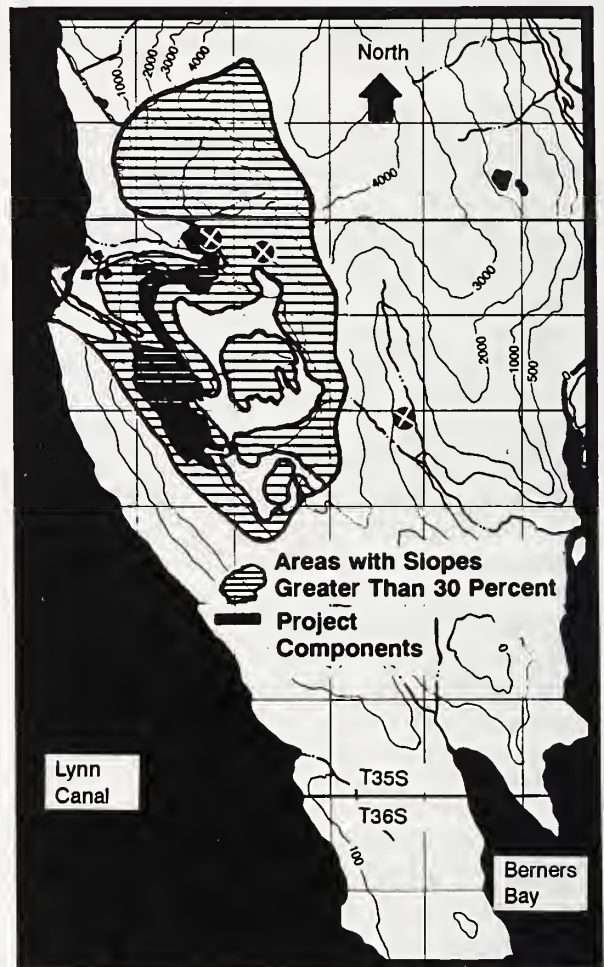 1000
2000
3000
4000
North
4000
3000
2000
1000
500
Areas with Slopes
Greater Than 30 Percent
Project
Components
Lynn
Canal
T35S
T36S
100
Berners
Bay